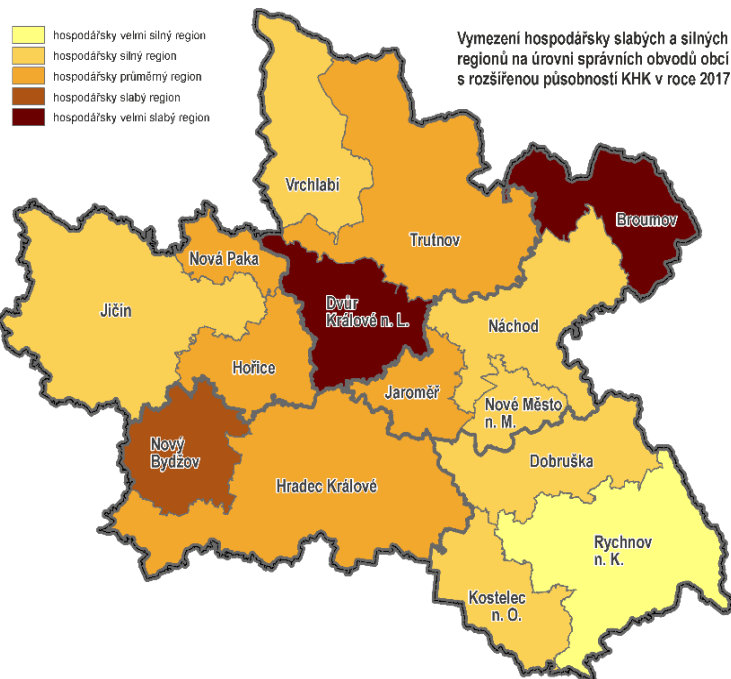 hospodářsky velmi silný region
hospodářsky silný region
hospodářsky průměrný region
hospodářsky slabý region
hospodářsky velmi slabý region
Vymezení hospodářsky slabých a silných
regionů na úrovni správních obvodů obcí
s rozšířenou působností KHK v roce 2017
Vrchlabí
Broumov
Trutnov
Nová Paka
Jičín
Dvůr
Králové n. L.
Náchod
Hořice
Jaroměř
Nové Město
n. M.
Nový
Bydžov
Dobruška
Hradec Králové
Rychnov
n. K.
Kostelec
n. O.